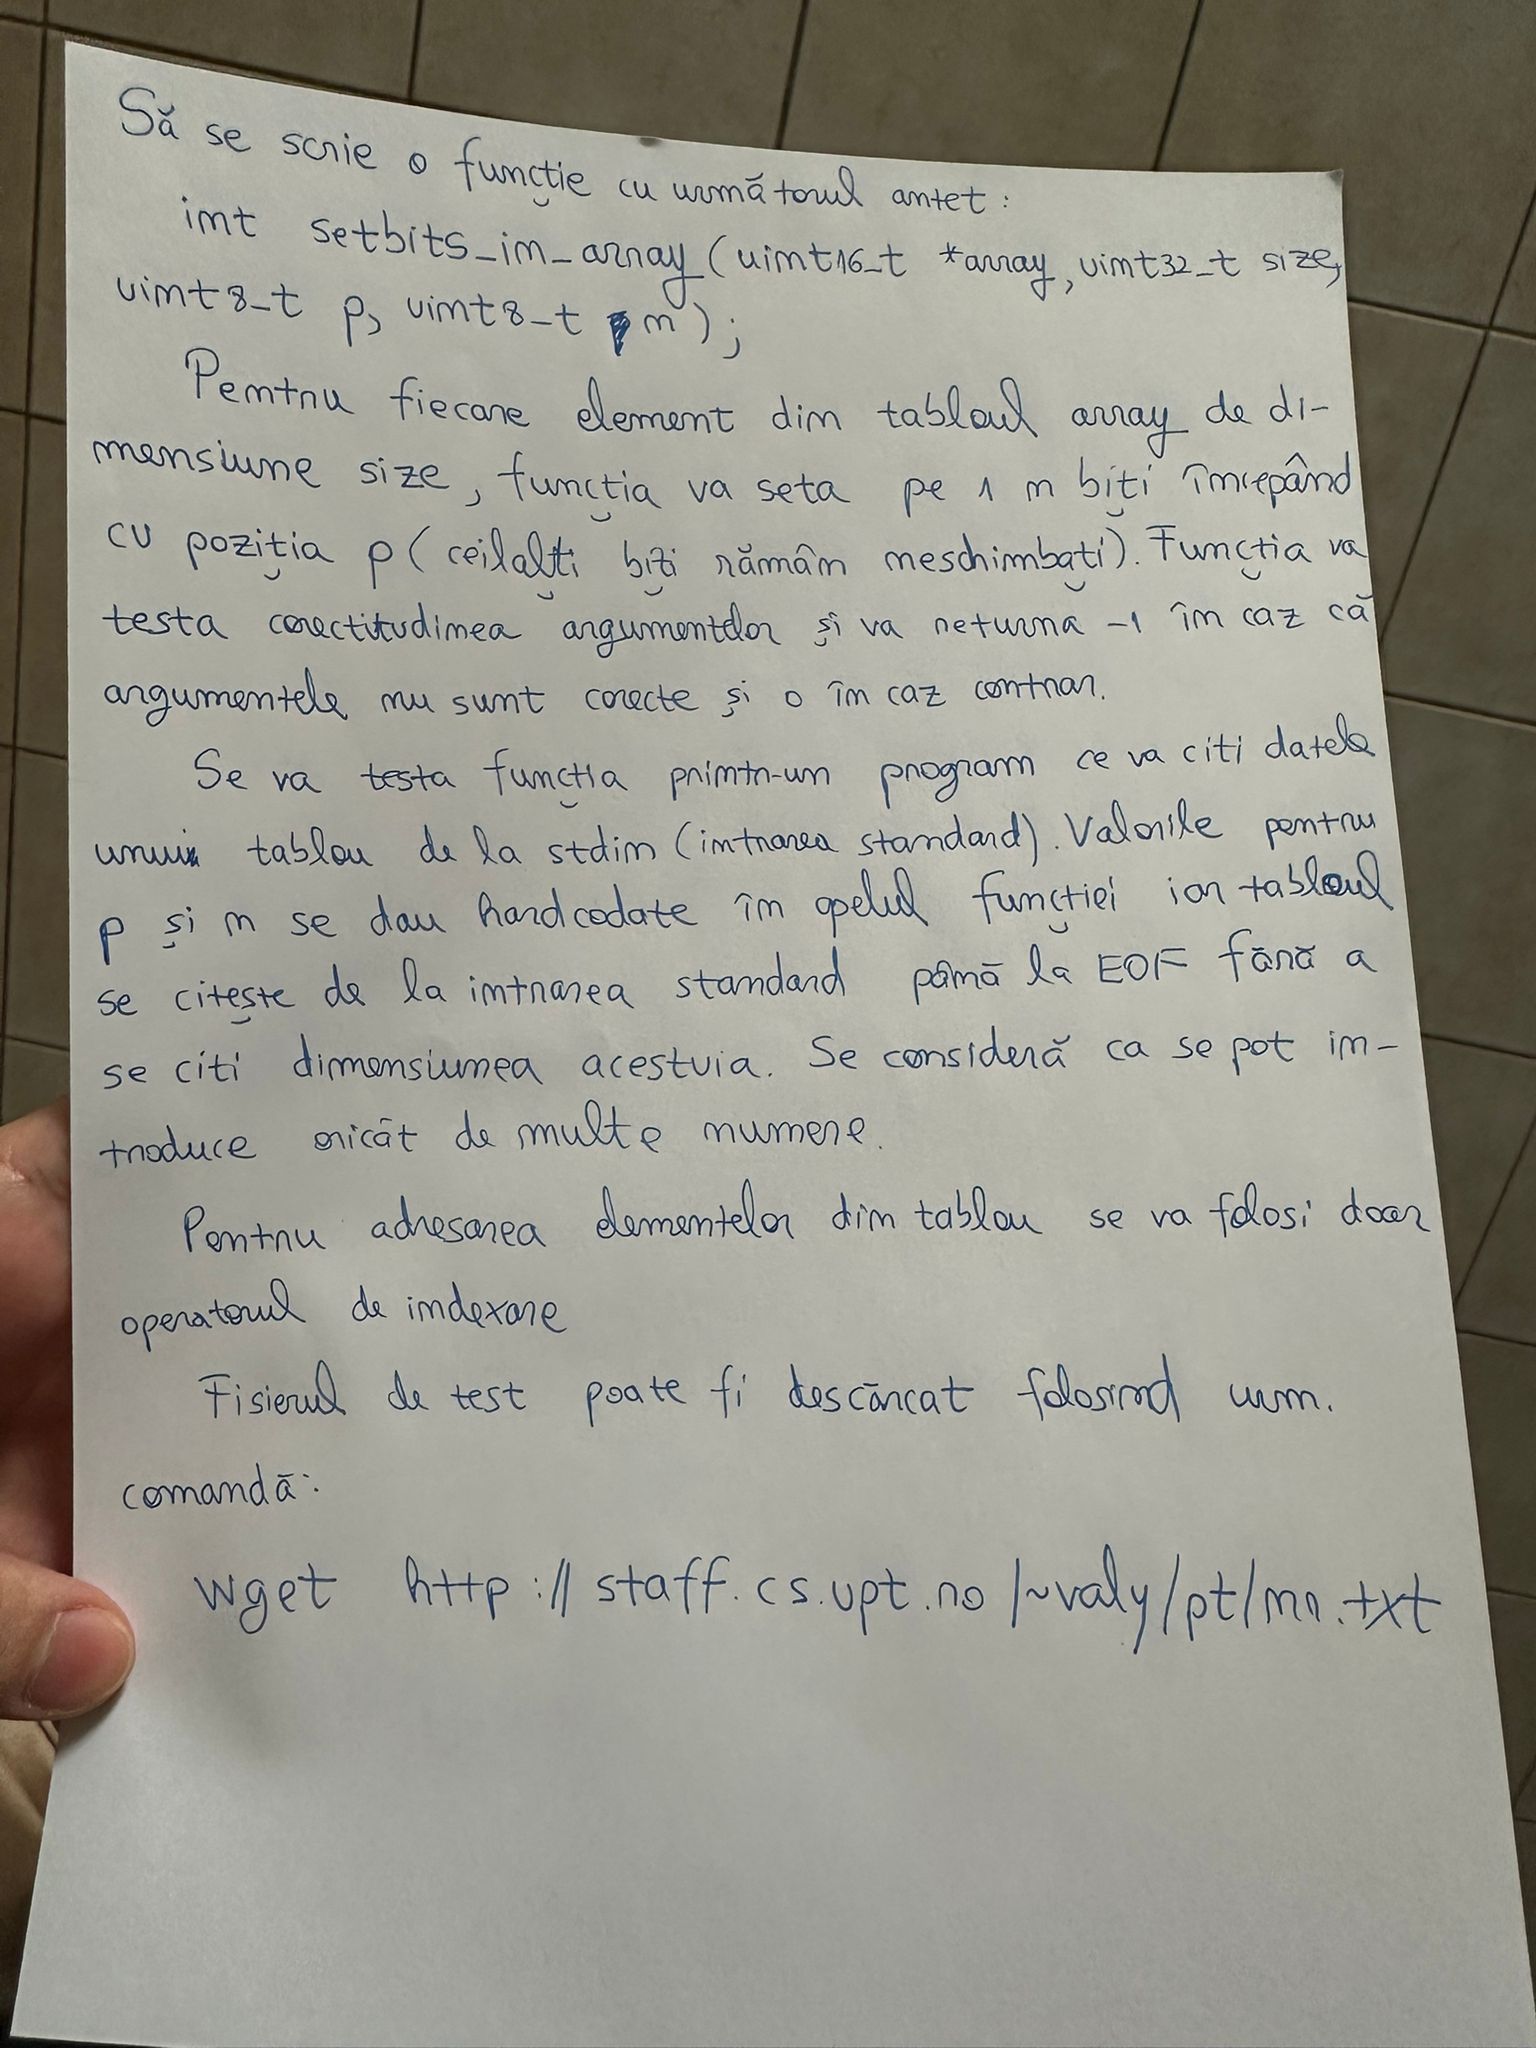 Să se scrie o funcție cu următorul antet:
int setbits_in_array(uint16_t *array, uint32_t size,
uint8_t p, uint8_t n);
Pentru fiecare element din tabloul array de di-
mensiune size, funcția va seta pe 1 n biți începând
cu poziția p (ceilalți biți rămân neschimbați). Funcția va
testa corectitudinea argumentelor și va returna -1 în caz că
argumentele nu sunt corecte și 0 în caz contrar.
Se va testa funcția printr-un program ce va citi datele
unui tablou de la stdin (intrarea standard). Valorile pentru
p și n se dau hardcodate în apelul funcției iar tabloul
se citește de la intrarea standard până la EOF fără a
se citi dimensiunea acestuia. Se consideră ca se pot in-
troduce oricât de multe numere.
Pentru adresarea elementelor din tablou se va folosi doar
operatorul de indexare
Fisierul de test poate fi descărcat folosind urm.
comandă:
wget http://staff.cs.upt.ro/~valy/pt/nr.txt